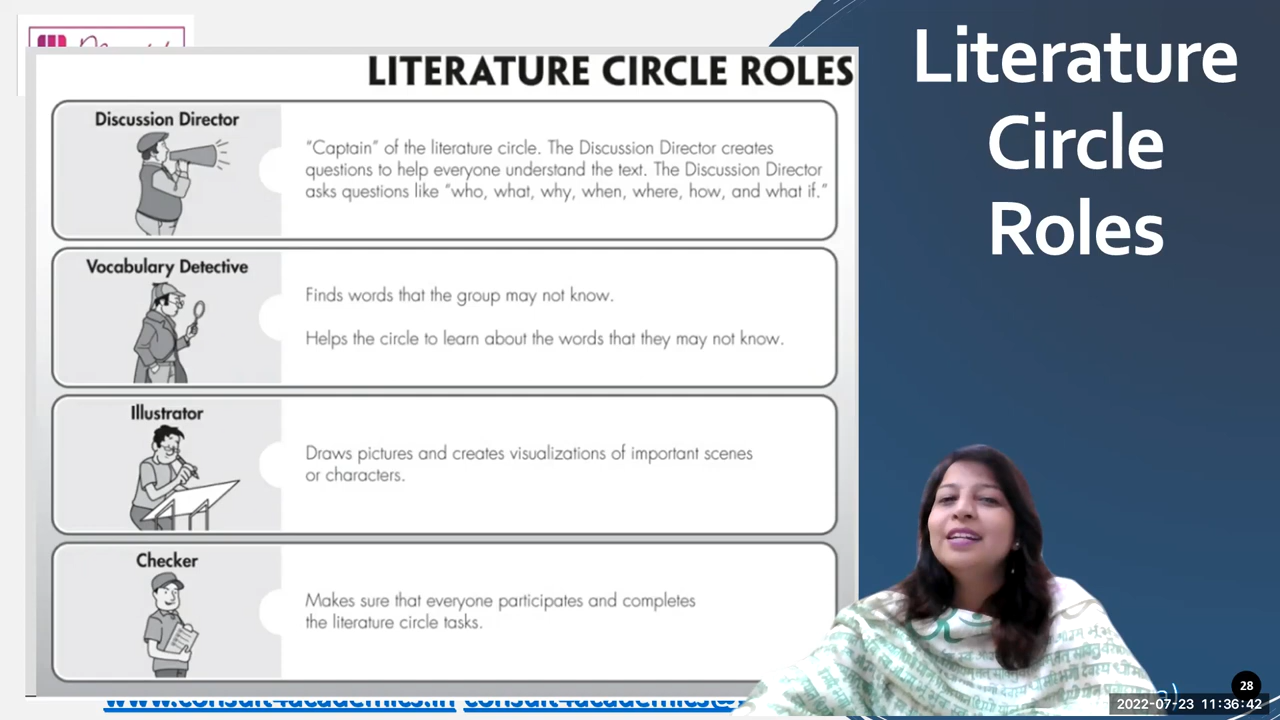 Literature
Circle
Roles
LITERATURE CIRCLE ROLES
Discussion Director
"Captain" of the literature circle. The Discussion Director creates
questions to help everyone understand the text. The Discussion Director
asks questions like "who, what, why, when, where, how, and what if."
Vocabulary Detective
Finds words that the group may not know.
Helps the circle to learn about the words that they may not know.
Illustrator
Draws pictures and creates visualizations of important scenes
or characters.
Checker
Makes sure that everyone participates and completes
the literature circle tasks.
www.consult4academics.in consult4academics@
28
2022-07-23 11:36:42